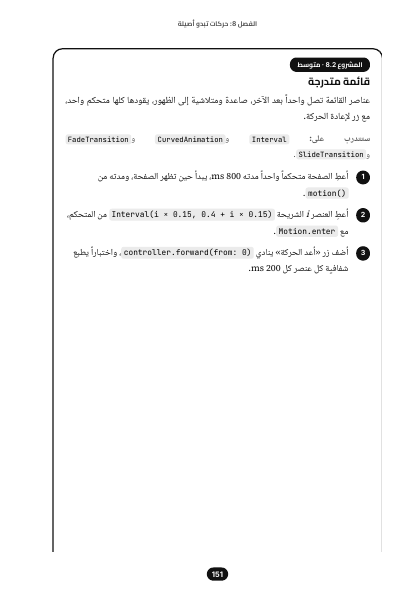 الفصل 8: حركات تبدو أصيلة
المشروع 8.2 · متوسط
قائمة متدرجة
عناصر القائمة تصل واحداً بعد الآخر، صاعدة ومتلاشية إلى الظهور، يقودها كلها متحكم واحد،
مع زر لإعادة الحركة.
ستتدرب على: Interval و CurvedAnimation و FadeTransition
و SlideTransition.
1 أعطِ الصفحة متحكماً واحداً مدته 800 ms، يبدأ حين تظهر الصفحة، ومدته من
motion().
2 أعطِ العنصر i الشريحة Interval(i × 0.15, 0.4 + i × 0.15) من المتحكم،
مع Motion.enter.
3 أضف زر «أعد الحركة» ينادي controller.forward(from: 0)، واختباراً يطبع
شفافية كل عنصر كل 200 ms.
151